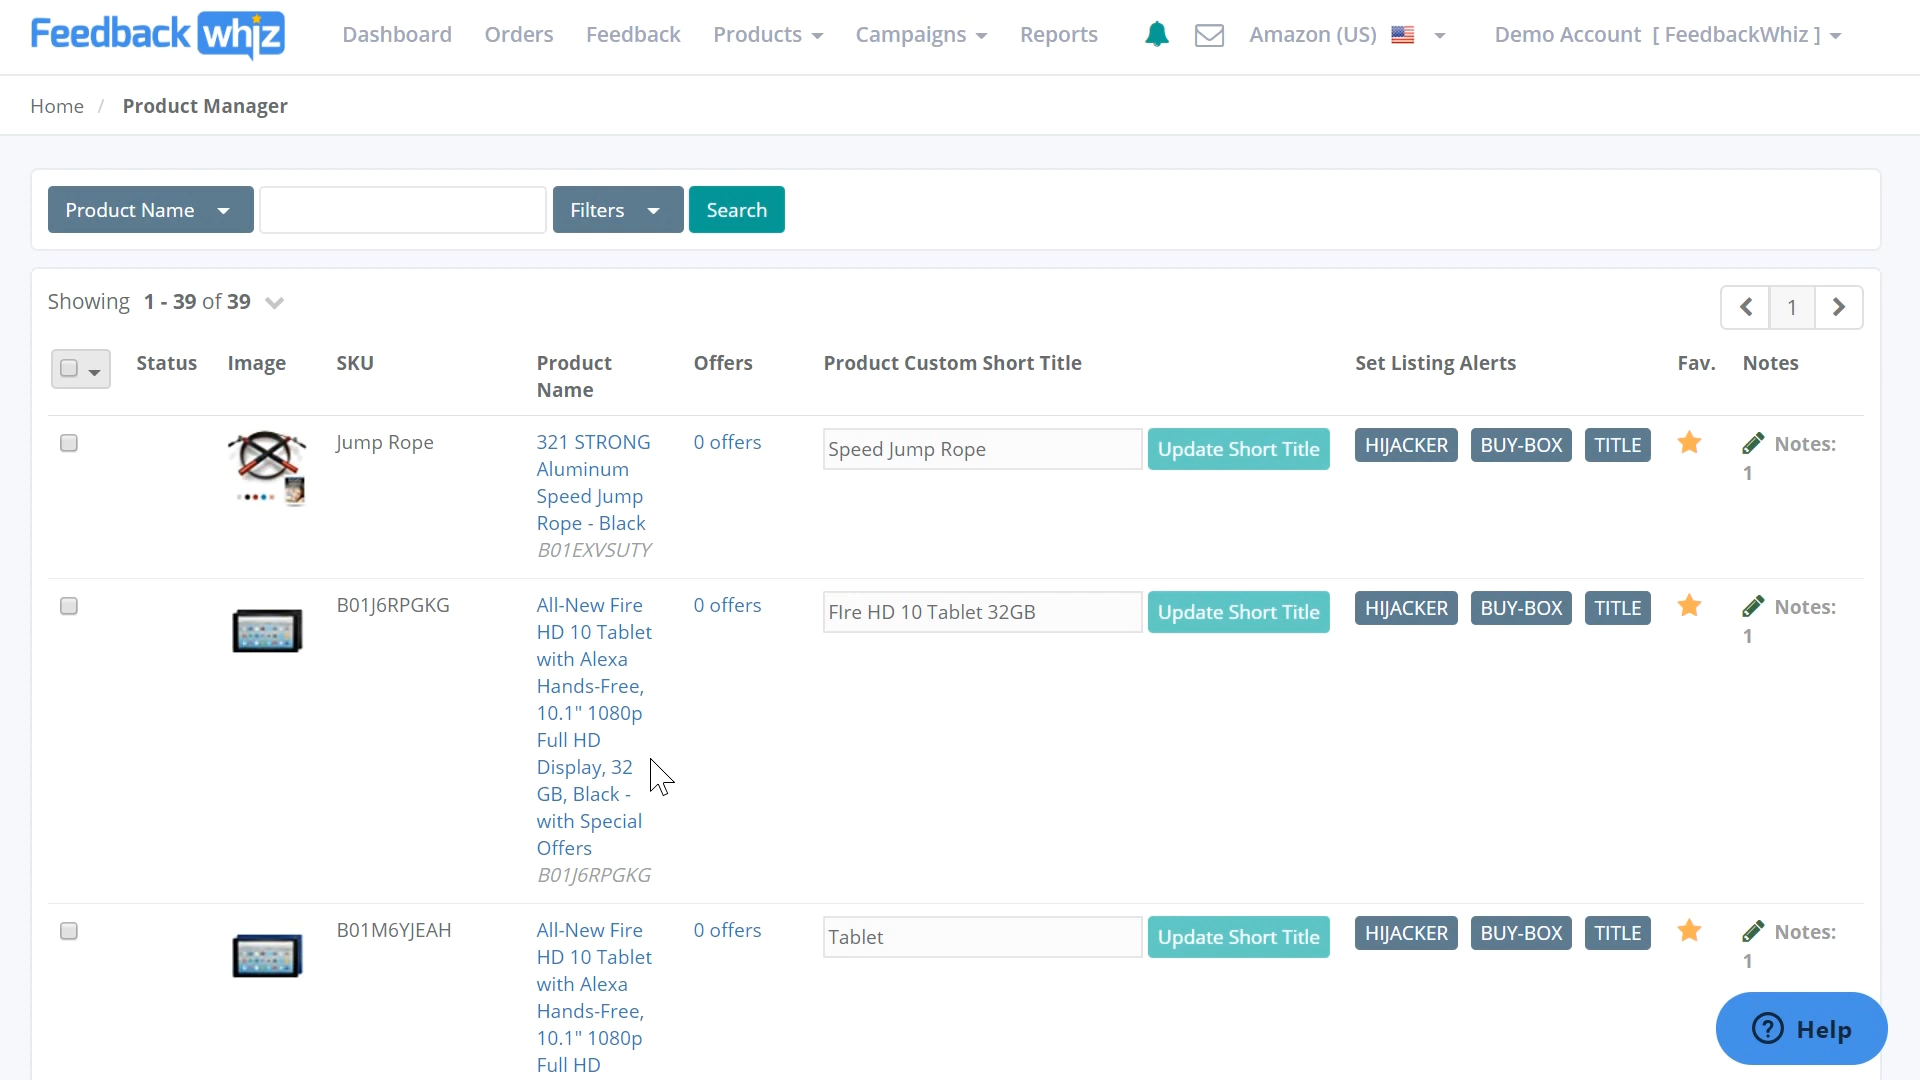 Feedback whiz
Dashboard Orders Feedback Products Campaigns Reports Amazon (US) Demo Account [ FeedbackWhiz ]
Home / Product Manager
Product Name Filters Search
Showing 1 - 39 of 39
1
Status Image SKU Product Name Offers Product Custom Short Title Set Listing Alerts Fav. Notes
Jump Rope
321 STRONG
Aluminum
Speed Jump
Rope - Black
B01EXVSUTY
0 offers
Speed Jump Rope
Update Short Title
HIJACKER BUY-BOX TITLE
Notes:
1
B01J6RPGKG
All-New Fire
HD 10 Tablet
with Alexa
Hands-Free,
10.1" 1080p
Full HD
Display, 32
GB, Black -
with Special
Offers
B01J6RPGKG
0 offers
FIre HD 10 Tablet 32GB
Update Short Title
HIJACKER BUY-BOX TITLE
Notes:
1
B01M6YJEAH
All-New Fire
HD 10 Tablet
with Alexa
Hands-Free,
10.1" 1080p
Full HD
0 offers
Tablet
Update Short Title
HIJACKER BUY-BOX TITLE
Notes:
1
? Help